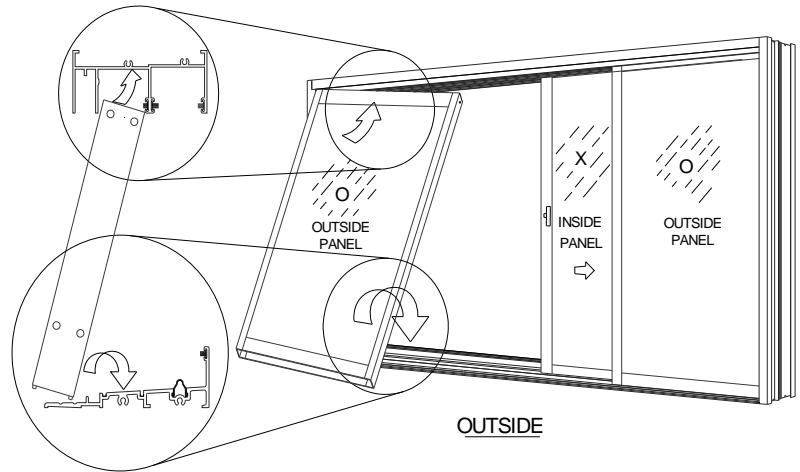 O
OUTSIDE
PANEL
X
INSIDE
PANEL
O
OUTSIDE
PANEL
OUTSIDE